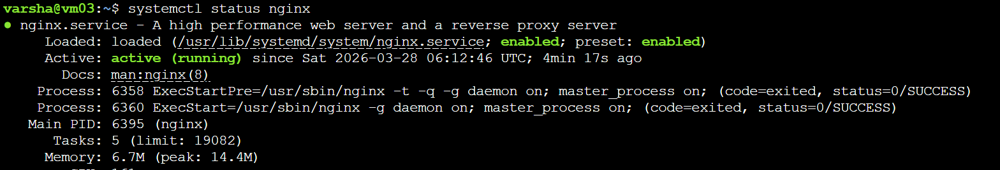 varsha@vm03:~$ systemctl status nginx
● nginx.service - A high performance web server and a reverse proxy server
Loaded: loaded (/usr/lib/systemd/system/nginx.service; enabled; preset: enabled)
Active: active (running) since Sat 2026-03-28 06:12:46 UTC; 4min 17s ago
Docs: man:nginx(8)
Process: 6358 ExecStartPre=/usr/sbin/nginx -t -q -g daemon on; master_process on; (code=exited, status=0/SUCCESS)
Process: 6360 ExecStart=/usr/sbin/nginx -g daemon on; master_process on; (code=exited, status=0/SUCCESS)
Main PID: 6395 (nginx)
Tasks: 5 (limit: 19082)
Memory: 6.7M (peak: 14.4M)